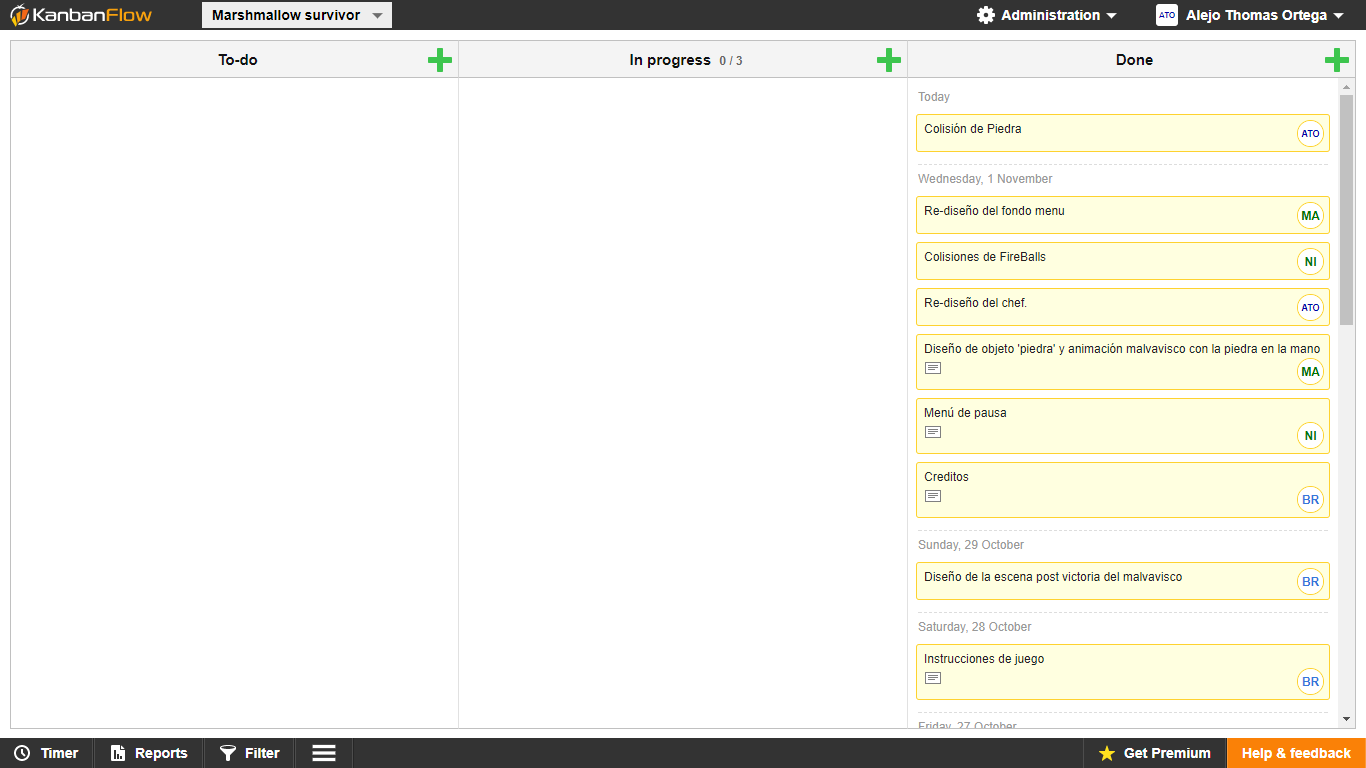 KanbanFlow
Marshmallow survivor
Administration
ATO
Alejo Thomas Ortega
To-do
In progress 0 / 3
Done
Today
Colisión de Piedra
ATO
Wednesday, 1 November
Re-diseño del fondo menu
MA
Colisiones de FireBalls
NI
Re-diseño del chef.
ATO
Diseño de objeto 'piedra' y animación malvavisco con la piedra en la mano
MA
Menú de pausa
NI
Creditos
BR
Sunday, 29 October
Diseño de la escena post victoria del malvavisco
BR
Saturday, 28 October
Instrucciones de juego
BR
Friday, 27 October
Timer
Reports
Filter
Get Premium
Help & feedback